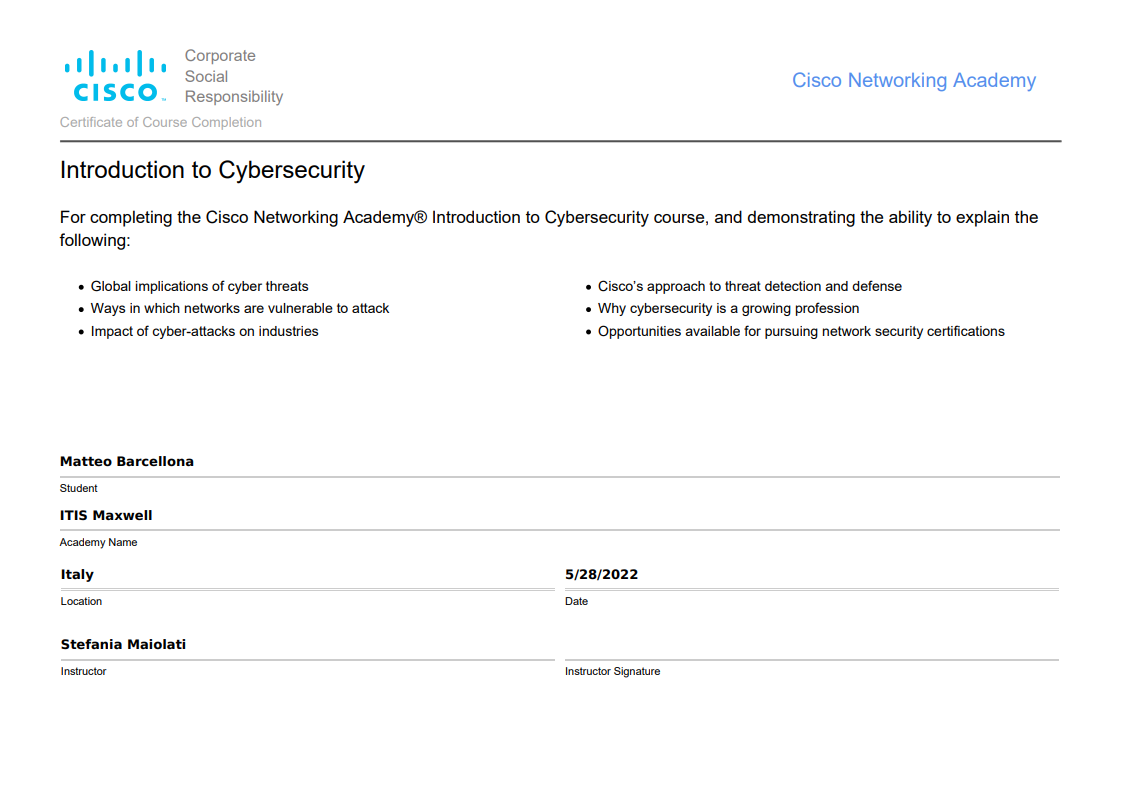 Corporate
Social
Responsibility
CISCO™
Cisco Networking Academy
Certificate of Course Completion
Introduction to Cybersecurity
For completing the Cisco Networking Academy® Introduction to Cybersecurity course, and demonstrating the ability to explain the
following:
• Global implications of cyber threats
• Ways in which networks are vulnerable to attack
• Impact of cyber-attacks on industries
• Cisco’s approach to threat detection and defense
• Why cybersecurity is a growing profession
• Opportunities available for pursuing network security certifications
Matteo Barcellona
Student
ITIS Maxwell
Academy Name
Italy
Location
5/28/2022
Date
Stefania Maiolati
Instructor
Instructor Signature